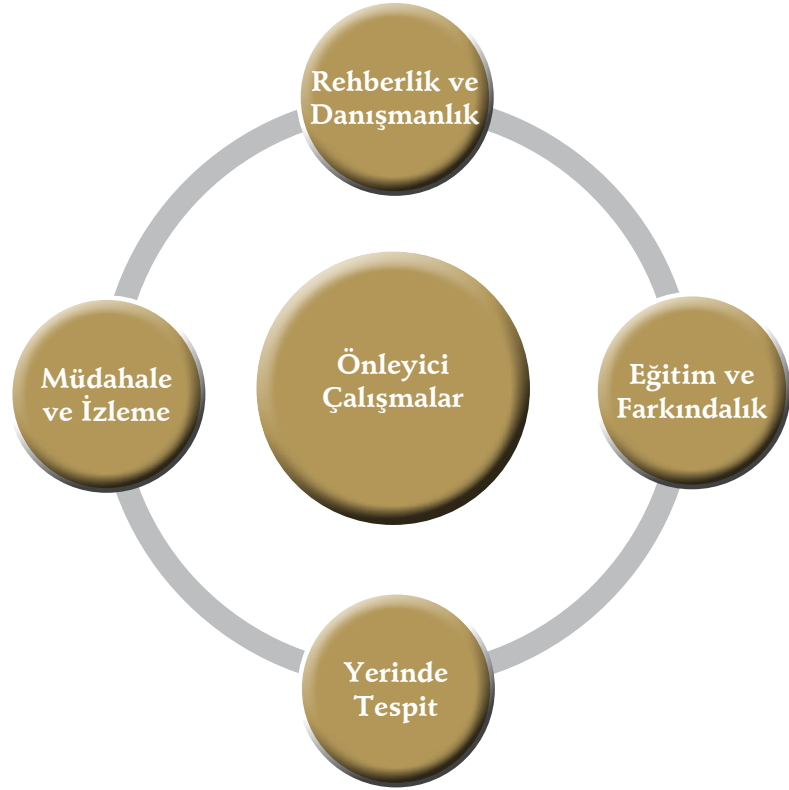 Rehberlik ve
Danışmanlık
Önleyici
Çalışmalar
Eğitim ve
Farkındalık
Yerinde
Tespit
Müdahale
ve İzleme